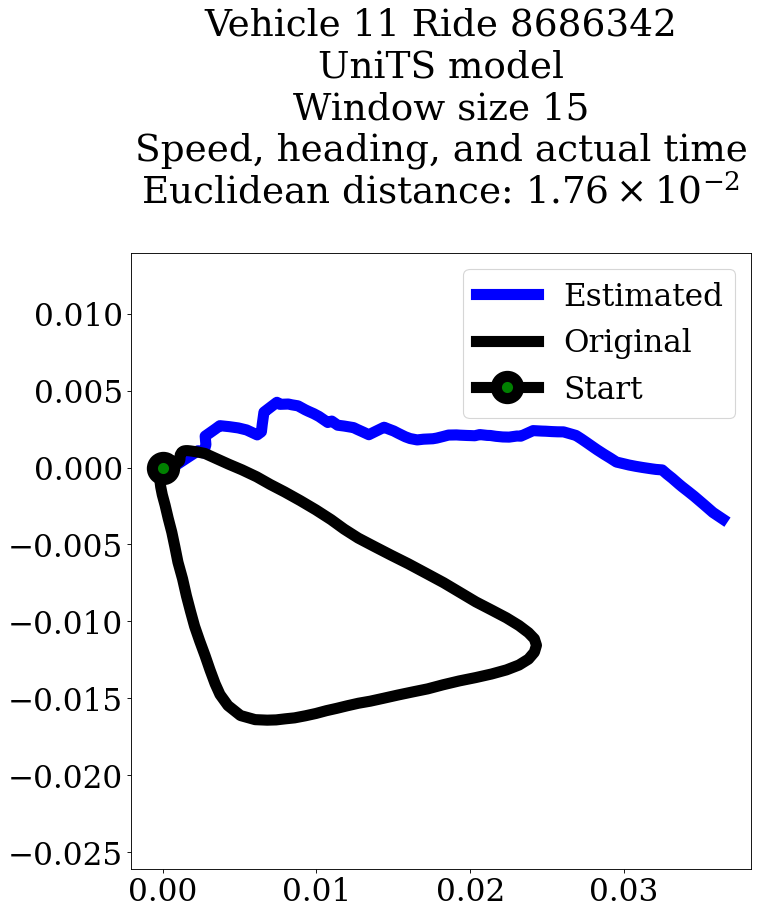 Vehicle 11 Ride 8686342
UniTS model
Window size 15
Speed, heading, and actual time
Euclidean distance: 1.76 × 10⁻²
Estimated
Original
Start
0.010
0.005
0.000
−0.005
−0.010
−0.015
−0.020
−0.025
0.00 0.01 0.02 0.03